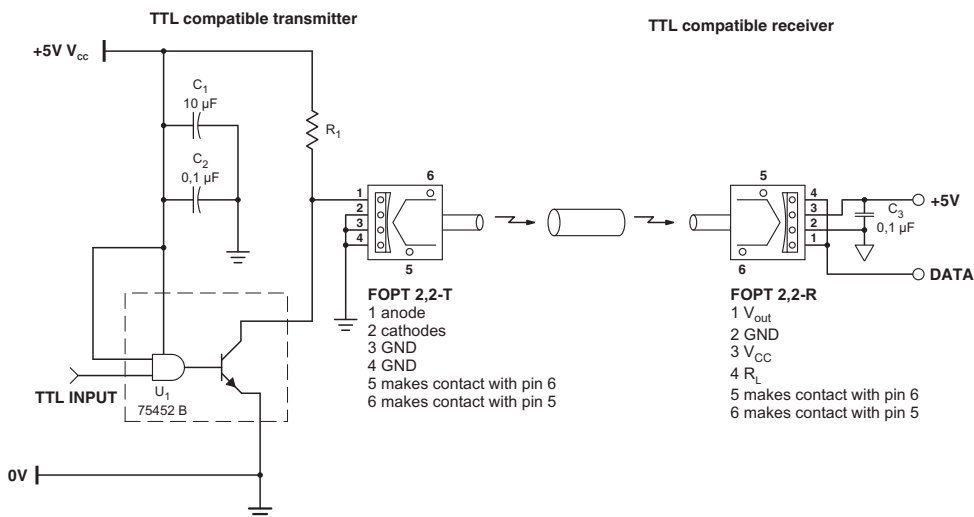 TTL compatible transmitter
TTL compatible receiver
+5V Vcc
C1
10 µF
R1
C2
0,1 µF
6
1
2
3
4
5
5
4
3
2
1
6
+5V
C3
0,1 µF
DATA
FOPT 2,2-T
1 anode
2 cathodes
3 GND
4 GND
5 makes contact with pin 6
6 makes contact with pin 5
FOPT 2,2-R
1 Vout
2 GND
3 VCC
4 RL
5 makes contact with pin 6
6 makes contact with pin 5
TTL INPUT
U1
75452 B
0V